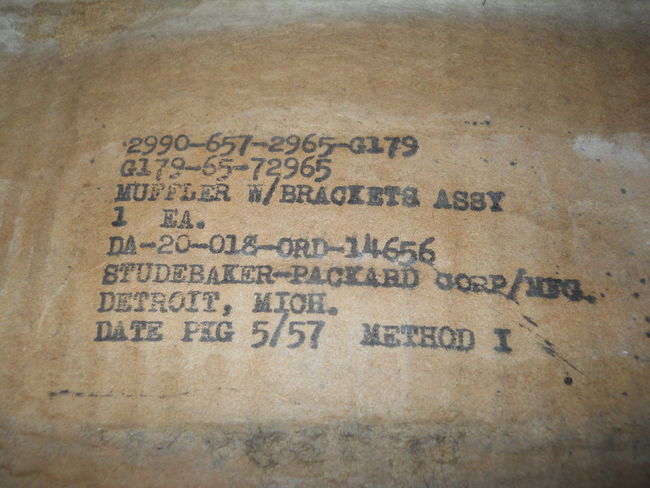 2990-657-2965-G179
G179-65-72965
MUFFLER W/BRACKETS ASSY
1 EA.
DA-20-018-ORD-14656
STUDEBAKER-PACKARD CORP/MFG.
DETROIT, MICH.
DATE PKG 5/57 METHOD I